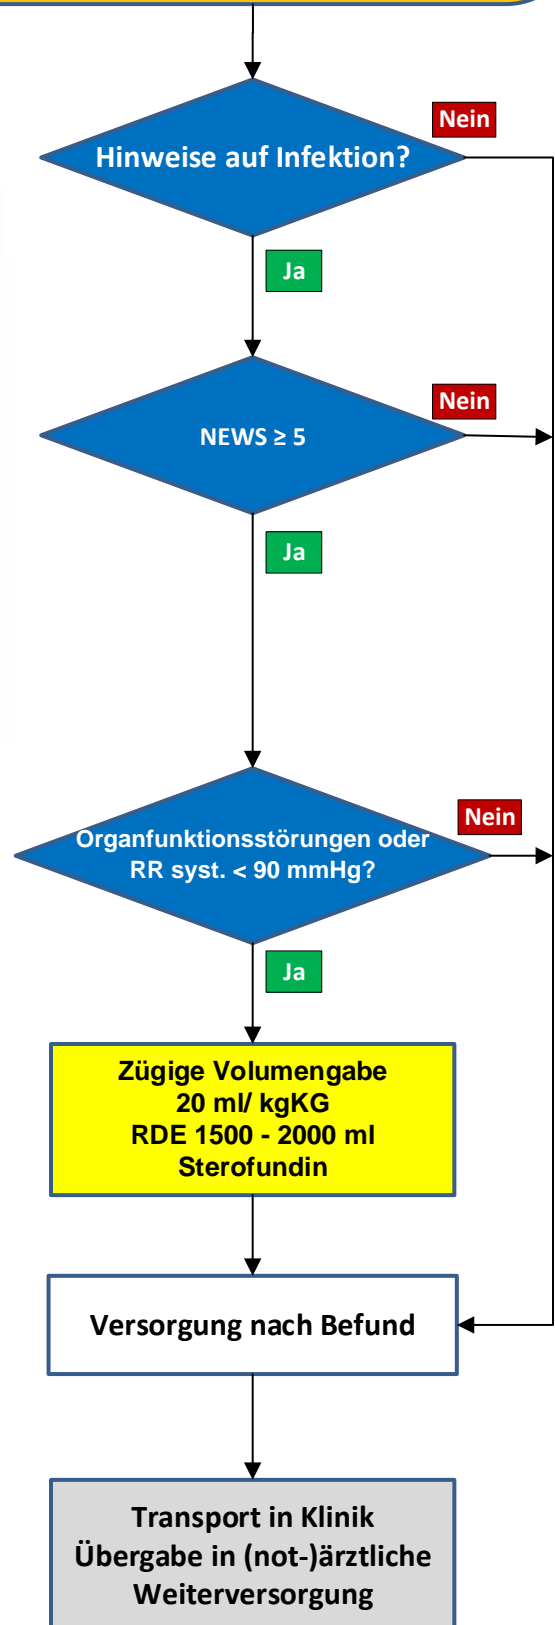 Nein
Hinweise auf Infektion?
Ja
Nein
NEWS ≥ 5
Ja
Nein
Organfunktionsstörungen oder
RR syst. < 90 mmHg?
Ja
Zügige Volumengabe
20 ml/ kgKG
RDE 1500 - 2000 ml
Sterofundin
Versorgung nach Befund
Transport in Klinik
Übergabe in (not-)ärztliche
Weiterversorgung